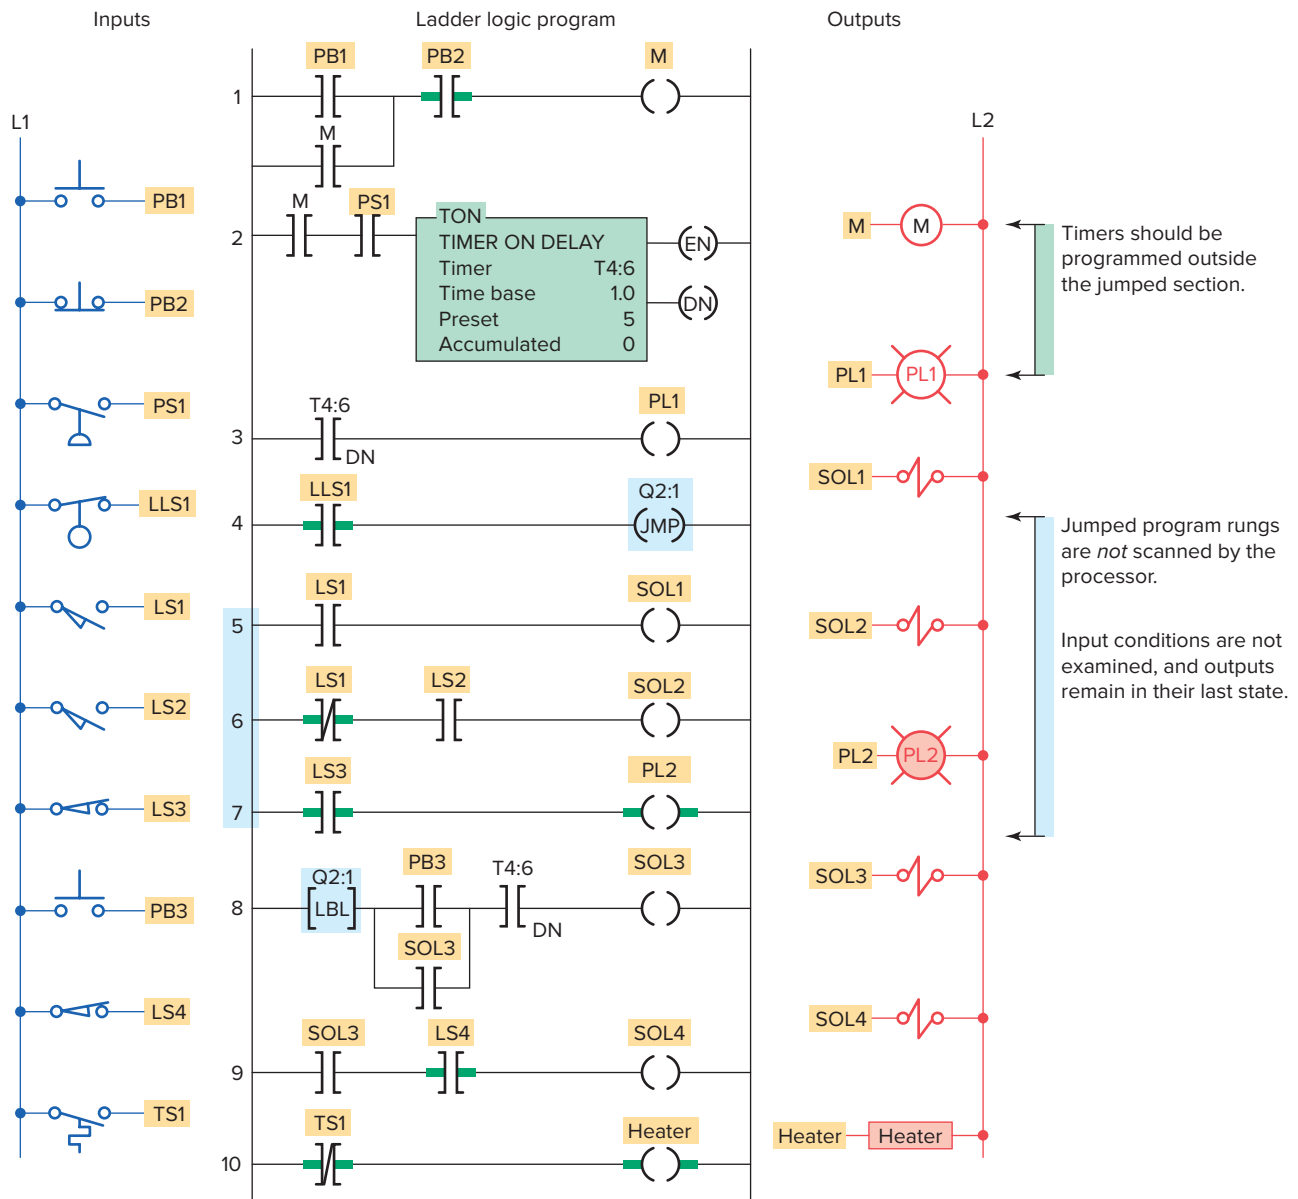 Inputs
Ladder logic program
Outputs
L1
PB1
PB2
PS1
LLS1
LS1
LS2
LS3
PB3
LS4
TS1
1
PB1
PB2
M
M
2
M
PS1
TON
TIMER ON DELAY
Timer T4:6
Time base 1.0
Preset 5
Accumulated 0
EN
DN
3
T4:6
DN
PL1
4
LLS1
Q2:1
JMP
5
LS1
SOL1
6
LS1
LS2
SOL2
7
LS3
PL2
8
Q2:1
LBL
PB3
T4:6
DN
SOL3
SOL3
9
SOL3
LS4
SOL4
10
TS1
Heater
L2
M M
PL1 PL1
SOL1
SOL2
PL2 PL2
SOL3
SOL4
Heater Heater
Timers should be
programmed outside
the jumped section.
Jumped program rungs
are not scanned by the
processor.
Input conditions are not
examined, and outputs
remain in their last state.